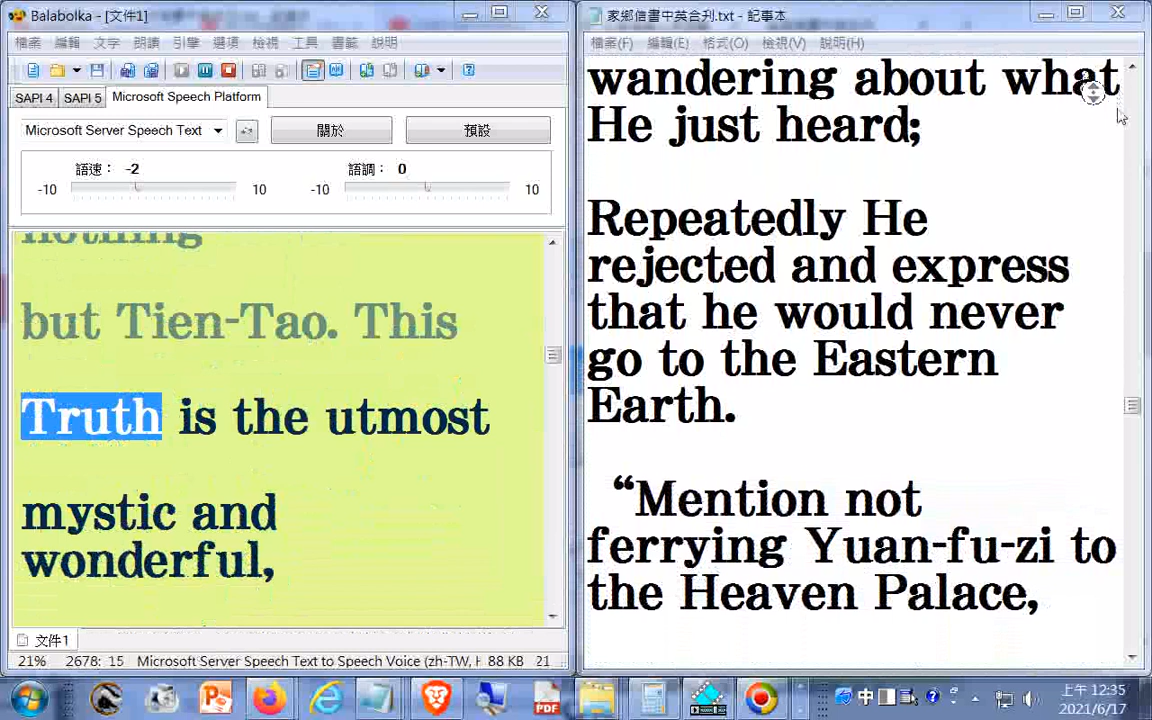 Balabolka - [文件1]
檔案 編輯 文字 朗讀 引擎 選項 檢視 工具 書籤 說明
SAPI 4 SAPI 5 Microsoft Speech Platform
Microsoft Server Speech Text 關於 預設
語速： -2 語調： 0
-10 10 -10 10
nothing
but Tien-Tao. This
Truth is the utmost
mystic and
wonderful,
文件1
21% 2678: 15 Microsoft Server Speech Text to Speech Voice (zh-TW, H 88 KB 21
家鄉信書中英合刋.txt - 記事本
檔案(F) 編輯(E) 格式(O) 檢視(V) 說明(H)
wandering about what
He just heard;
Repeatedly He
rejected and express
that he would never
go to the Eastern
Earth.
“Mention not
ferrying Yuan-fu-zi to
the Heaven Palace,
PDF
中
上午 12:35
2021/6/17